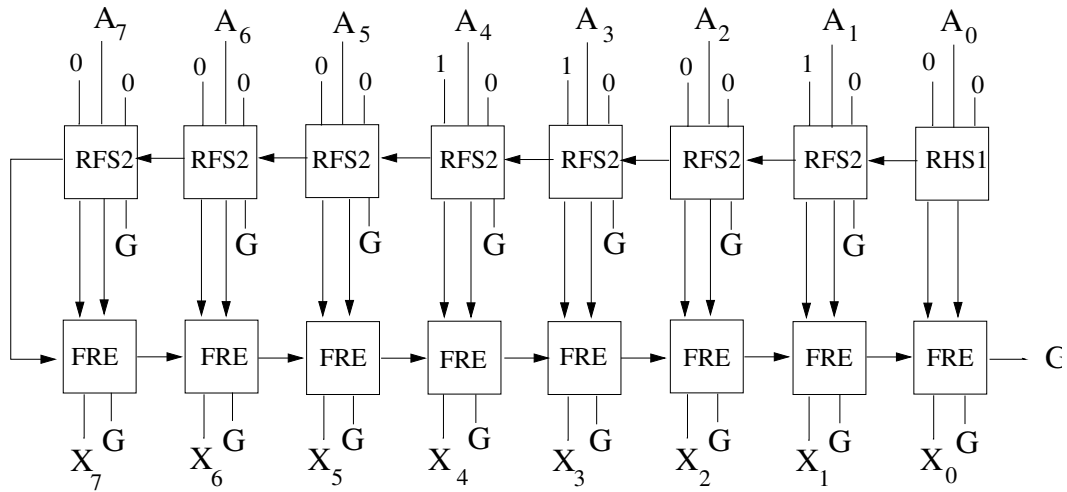 A7 A6 A5 A4 A3 A2 A1 A0
0 0 0 0 0 0 1 0 1 0 0 0 1 0 0 0
RFS2 RFS2 RFS2 RFS2 RFS2 RFS2 RFS2 RHS1
G G G G G G G
FRE FRE FRE FRE FRE FRE FRE FRE G
G G G G G G G G
X7 X6 X5 X4 X3 X2 X1 X0